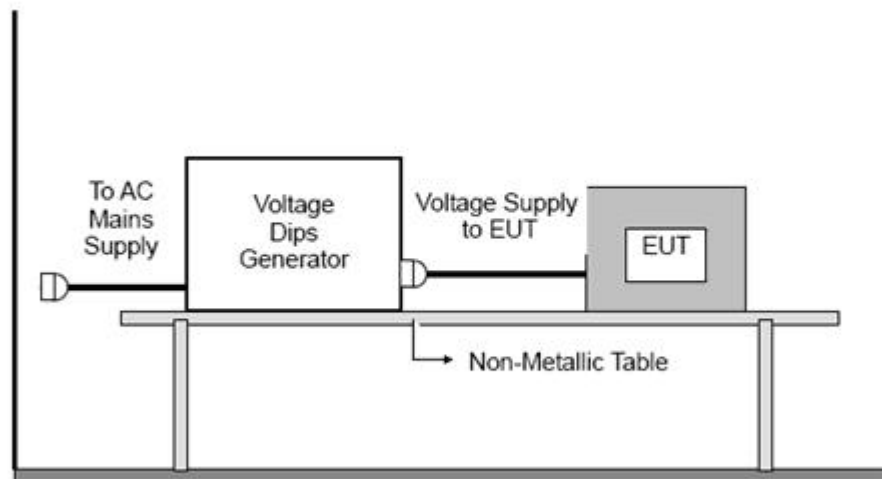 To AC
Mains
Supply
Voltage
Dips
Generator
Voltage Supply
to EUT
EUT
Non-Metallic Table